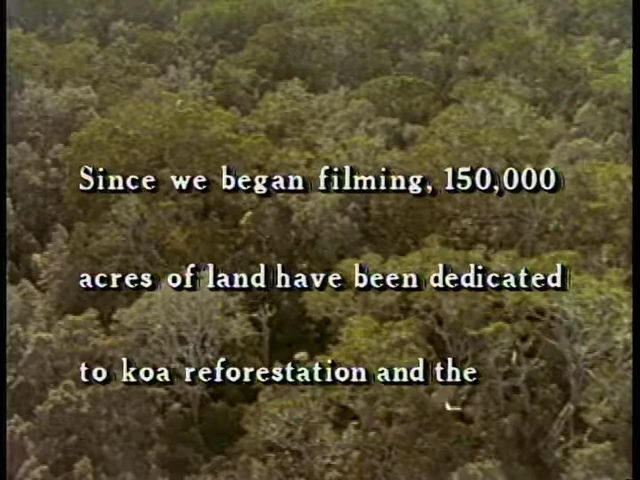 Since we began filming, 150,000
acres of land have been dedicated
to koa reforestation and the